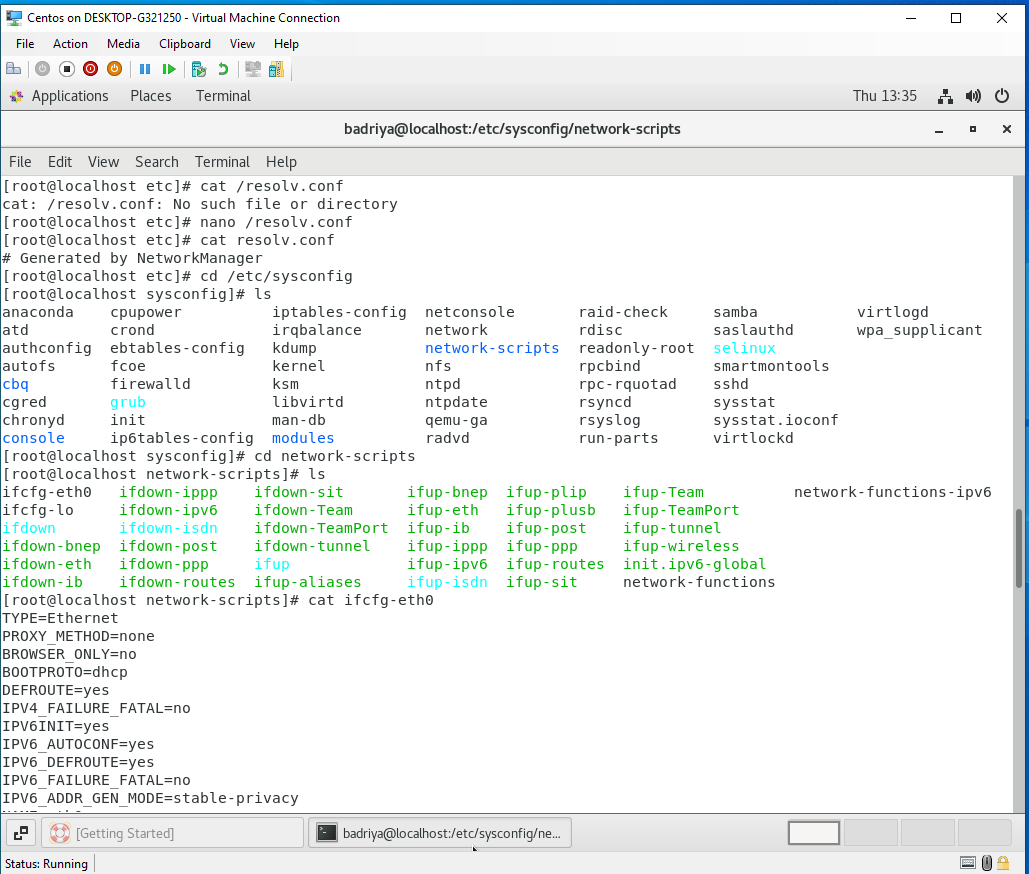 Centos on DESKTOP-G321250 - Virtual Machine Connection
File Action Media Clipboard View Help
Applications Places Terminal Thu 13:35
badriya@localhost:/etc/sysconfig/network-scripts
File Edit View Search Terminal Help
[root@localhost etc]# cat /resolv.conf
cat: /resolv.conf: No such file or directory
[root@localhost etc]# nano /resolv.conf
[root@localhost etc]# cat resolv.conf
# Generated by NetworkManager
[root@localhost etc]# cd /etc/sysconfig
[root@localhost sysconfig]# ls
anaconda cpupower iptables-config netconsole raid-check samba virtlogd
atd crond irqbalance network rdisc saslauthd wpa_supplicant
authconfig ebtables-config kdump network-scripts readonly-root selinux
autofs fcoe kernel nfs rpcbind smartmontools
cbq firewalld ksm ntpd rpc-rquotad sshd
cgred grub libvirtd ntpdate rsyncd sysstat
chronyd init man-db qemu-ga rsyslog sysstat.ioconf
console ip6tables-config modules radvd run-parts virtlockd
[root@localhost sysconfig]# cd network-scripts
[root@localhost network-scripts]# ls
ifcfg-eth0 ifdown-ippp ifdown-sit ifup-bnep ifup-plip ifup-Team network-functions-ipv6
ifcfg-lo ifdown-ipv6 ifdown-Team ifup-eth ifup-plusb ifup-TeamPort
ifdown ifdown-isdn ifdown-TeamPort ifup-ib ifup-post ifup-tunnel
ifdown-bnep ifdown-post ifdown-tunnel ifup-ippp ifup-ppp ifup-wireless
ifdown-eth ifdown-ppp ifup ifup-ipv6 ifup-routes init.ipv6-global
ifdown-ib ifdown-routes ifup-aliases ifup-isdn ifup-sit network-functions
[root@localhost network-scripts]# cat ifcfg-eth0
TYPE=Ethernet
PROXY_METHOD=none
BROWSER_ONLY=no
BOOTPROTO=dhcp
DEFROUTE=yes
IPV4_FAILURE_FATAL=no
IPV6INIT=yes
IPV6_AUTOCONF=yes
IPV6_DEFROUTE=yes
IPV6_FAILURE_FATAL=no
IPV6_ADDR_GEN_MODE=stable-privacy
[Getting Started] badriya@localhost:/etc/sysconfig/ne...
Status: Running